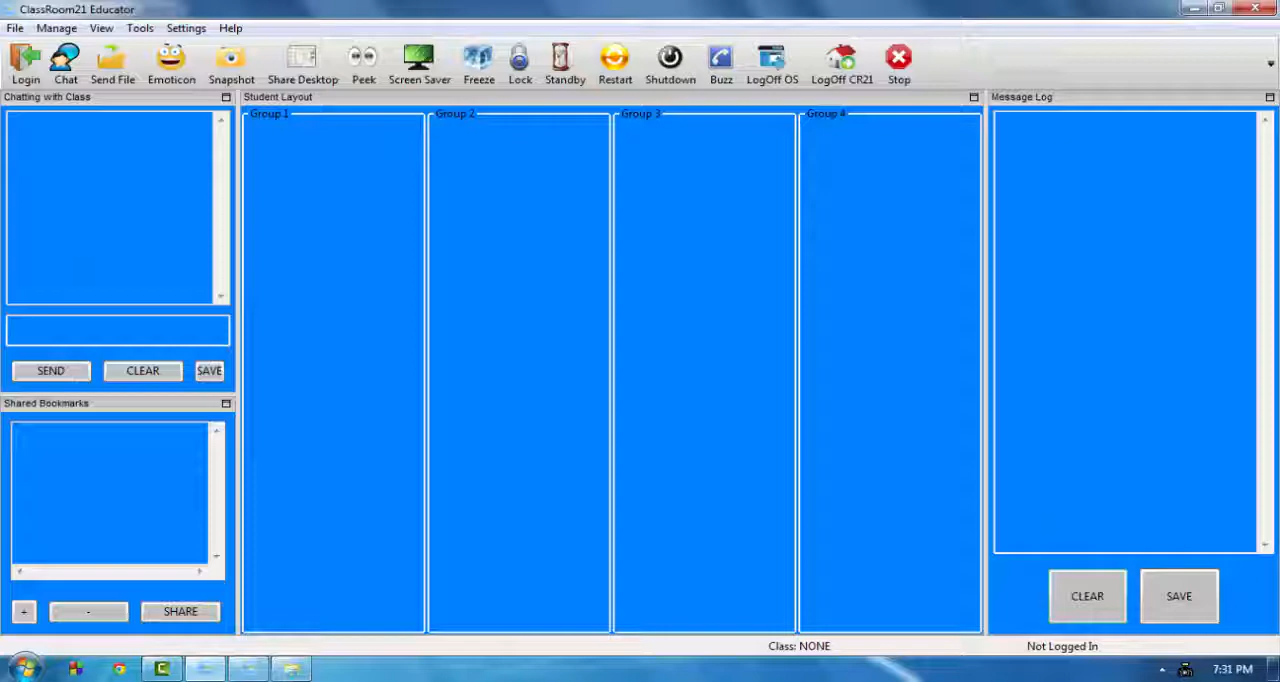 ClassRoom21 Educator
File Manage View Tools Settings Help
Login Chat Send File Emoticon Snapshot Share Desktop Peek Screen Saver Freeze Lock Standby Restart Shutdown Buzz LogOff OS LogOff CR21 Stop
Chatting with Class
Student Layout
Message Log
Group 1
Group 2
Group 3
Group 4
SEND CLEAR SAVE
Shared Bookmarks
+ - SHARE
CLEAR SAVE
Class: NONE
Not Logged In
7:31 PM